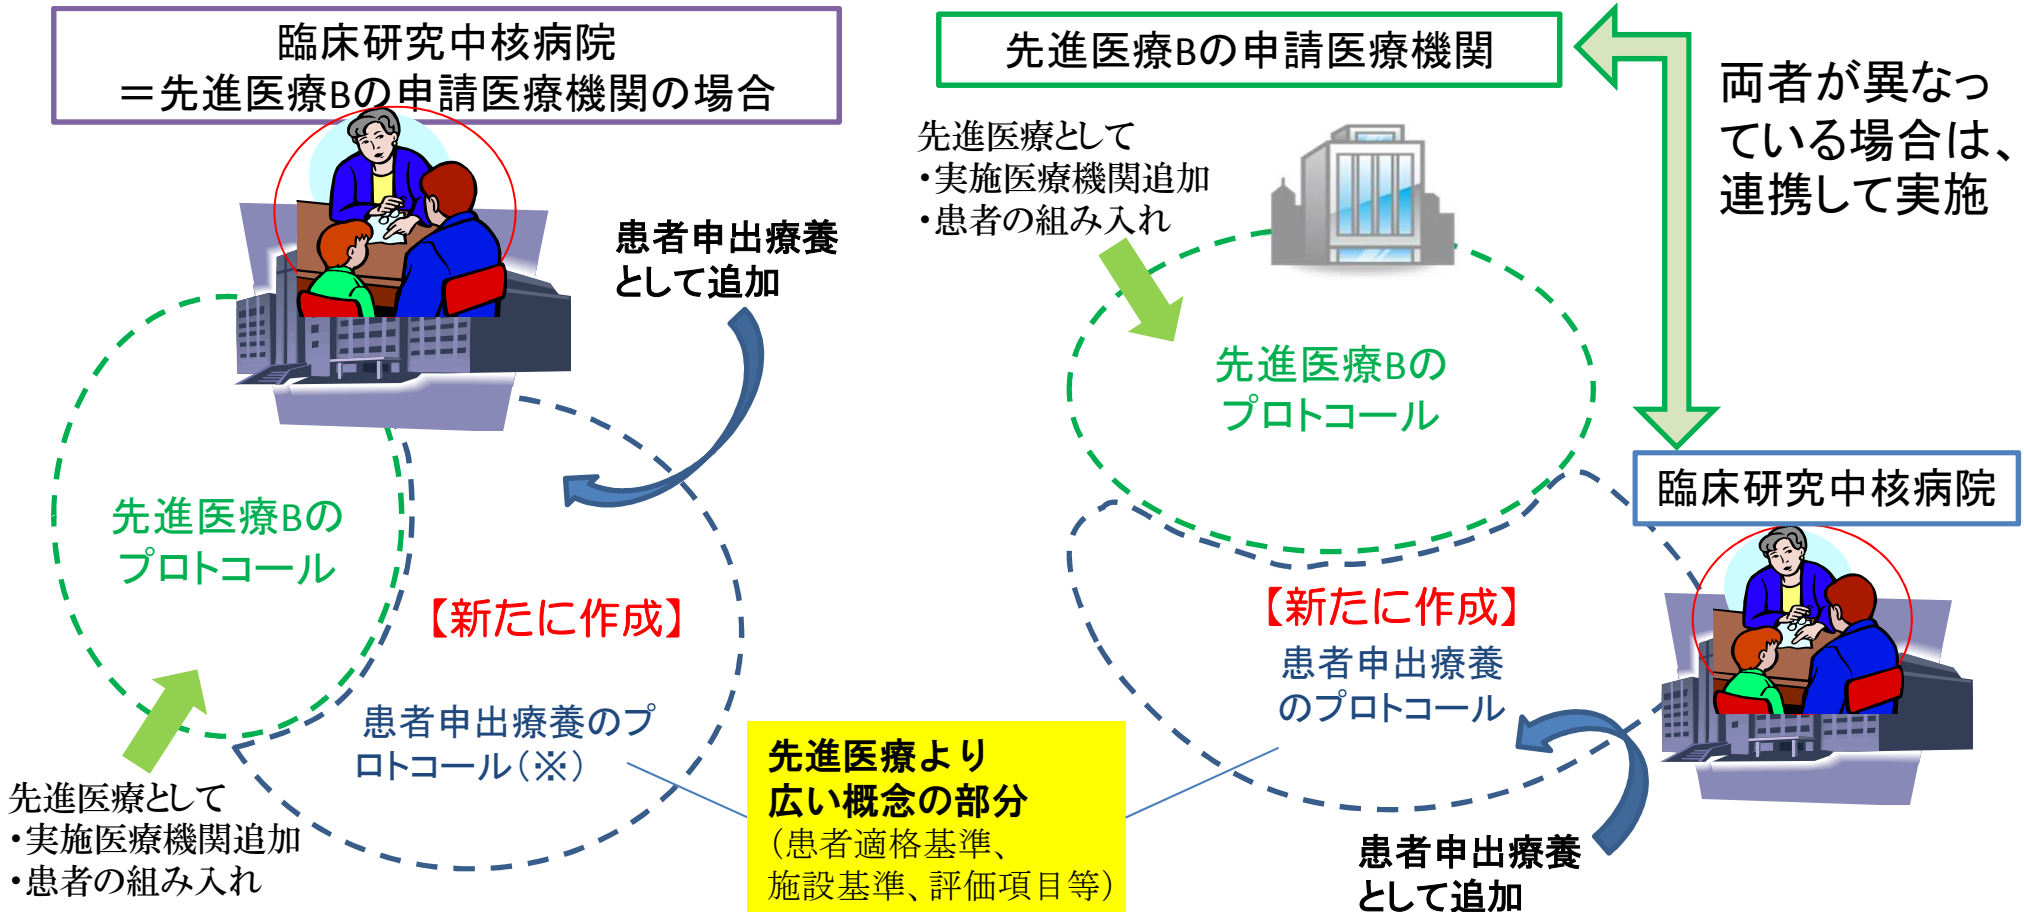 臨床研究中核病院
＝先進医療Bの申請医療機関の場合
患者申出療養
として追加
先進医療Bの
プロトコール
【新たに作成】
患者申出療養のプ
ロトコール（※）
先進医療として
・実施医療機関追加
・患者の組み入れ
先進医療より
広い概念の部分
（患者適格基準、
施設基準、評価項目等）
先進医療Bの申請医療機関
先進医療として
・実施医療機関追加
・患者の組み入れ
両者が異なっ
ている場合は、
連携して実施
先進医療Bの
プロトコール
臨床研究中核病院
【新たに作成】
患者申出療養
のプロトコール
患者申出療養
として追加